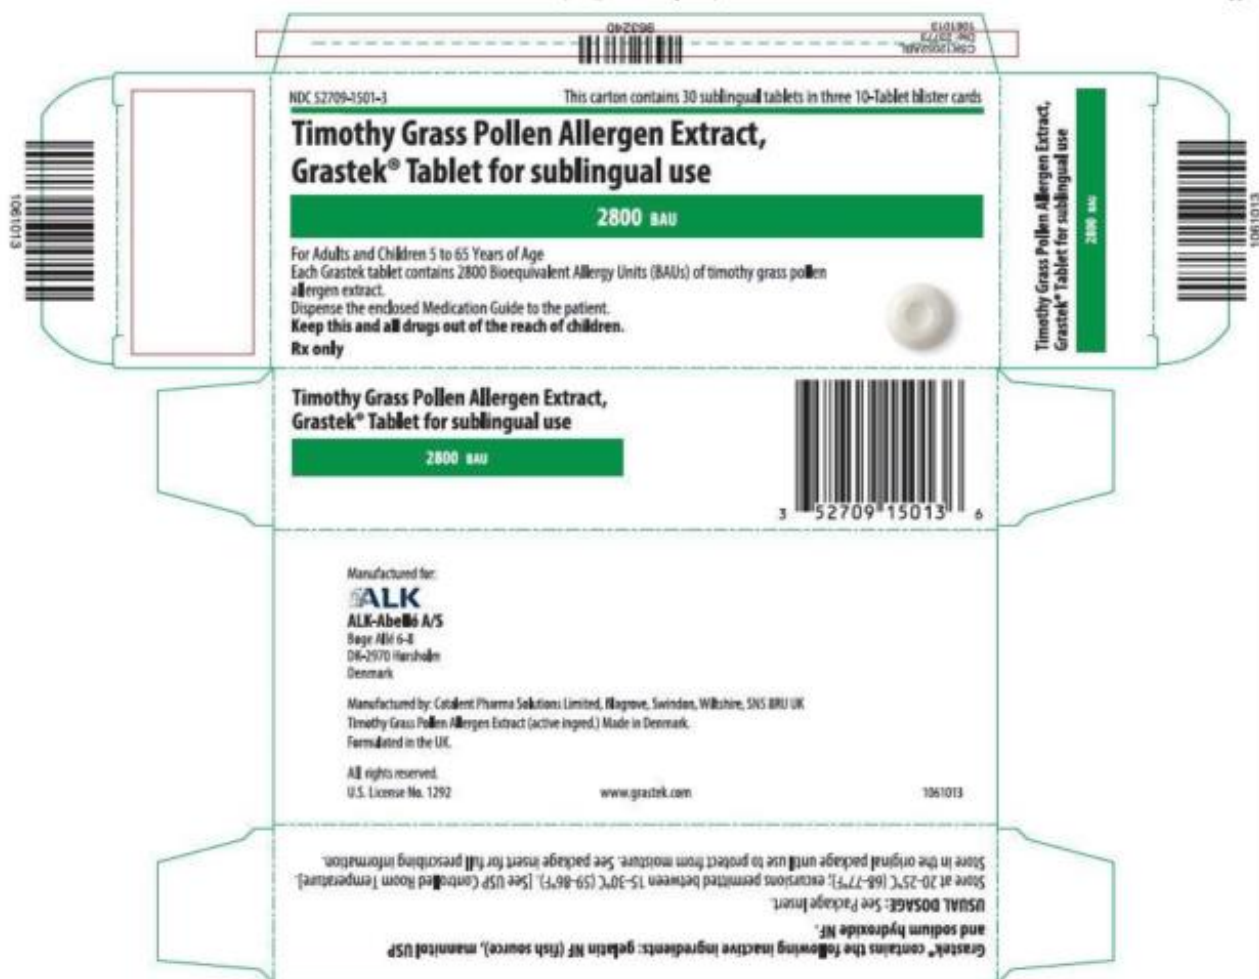 963240
CSK12052ABL
Die: 23773
1061013
NDC 52709-1501-3
This carton contains 30 sublingual tablets in three 10-Tablet blister cards
Timothy Grass Pollen Allergen Extract,
Grastek® Tablet for sublingual use
2800 BAU
For Adults and Children 5 to 65 Years of Age
Each Grastek tablet contains 2800 Bioequivalent Allergy Units (BAUs) of timothy grass pollen
allergen extract.
Dispense the enclosed Medication Guide to the patient.
Keep this and all drugs out of the reach of children.
Rx only
1061013
Timothy Grass Pollen Allergen Extract,
Grastek® Tablet for sublingual use
2800 BAU
1061013
Timothy Grass Pollen Allergen Extract,
Grastek® Tablet for sublingual use
2800 BAU
3 52709 15013 6
Manufactured for:
ALK
ALK-Abelló A/S
Bøge Allé 6-8
DK-2970 Hørsholm
Denmark
Manufactured by: Catalent Pharma Solutions Limited, Blagrove, Swindon, Wiltshire, SN5 8RU UK
Timothy Grass Pollen Allergen Extract (active ingred.) Made in Denmark.
Formulated in the UK.
All rights reserved.
U.S. License No. 1292
www.grastek.com
1061013
Grastek® contains the following inactive ingredients: gelatin NF (fish source), mannitol USP
and sodium hydroxide NF.
USUAL DOSAGE: See Package Insert.
Store at 20-25°C (68-77°F); excursions permitted between 15-30°C (59-86°F). [See USP Controlled Room Temperature].
Store in the original package until use to protect from moisture. See package insert for full prescribing information.